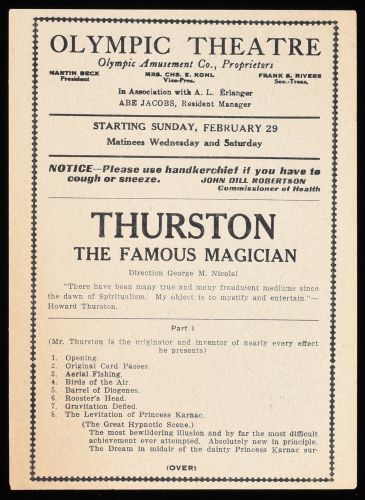 OLYMPIC THEATRE
Olympic Amusement Co., Proprietors
MARTIN BECK
President
MRS. CHS. E. KOHL
Vice-Pres.
FRANK S. RIVERS
Sec.-Treas.
In Association with A. L. Erlanger
ABE JACOBS, Resident Manager
STARTING SUNDAY, FEBRUARY 29
Matinees Wednesday and Saturday
NOTICE—Please use handkerchief if you have to
cough or sneeze. JOHN DILL ROBERTSON
Commissioner of Health
THURSTON
THE FAMOUS MAGICIAN
Direction George M. Nicolai
"There have been many true and many fraudulent mediums since
the dawn of Spiritualism. My object is to mystify and entertain."—
Howard Thurston.
Part I
(Mr. Thurston is the originator and inventor of nearly every effect
he presents)
1. Opening.
2. Original Card Passes.
3. Aerial Fishing.
4. Birds of the Air.
5. Barrel of Diogenes.
6. Rooster's Head.
7. Gravitation Defied.
8. The Levitation of Princess Karnac.
(The Great Hypnotic Scene.)
The most bewildering illusion and by far the most difficult
achievement ever attempted. Absolutely new in principle.
The Dream in midair of the dainty Princess Karnac sur-
(OVER)